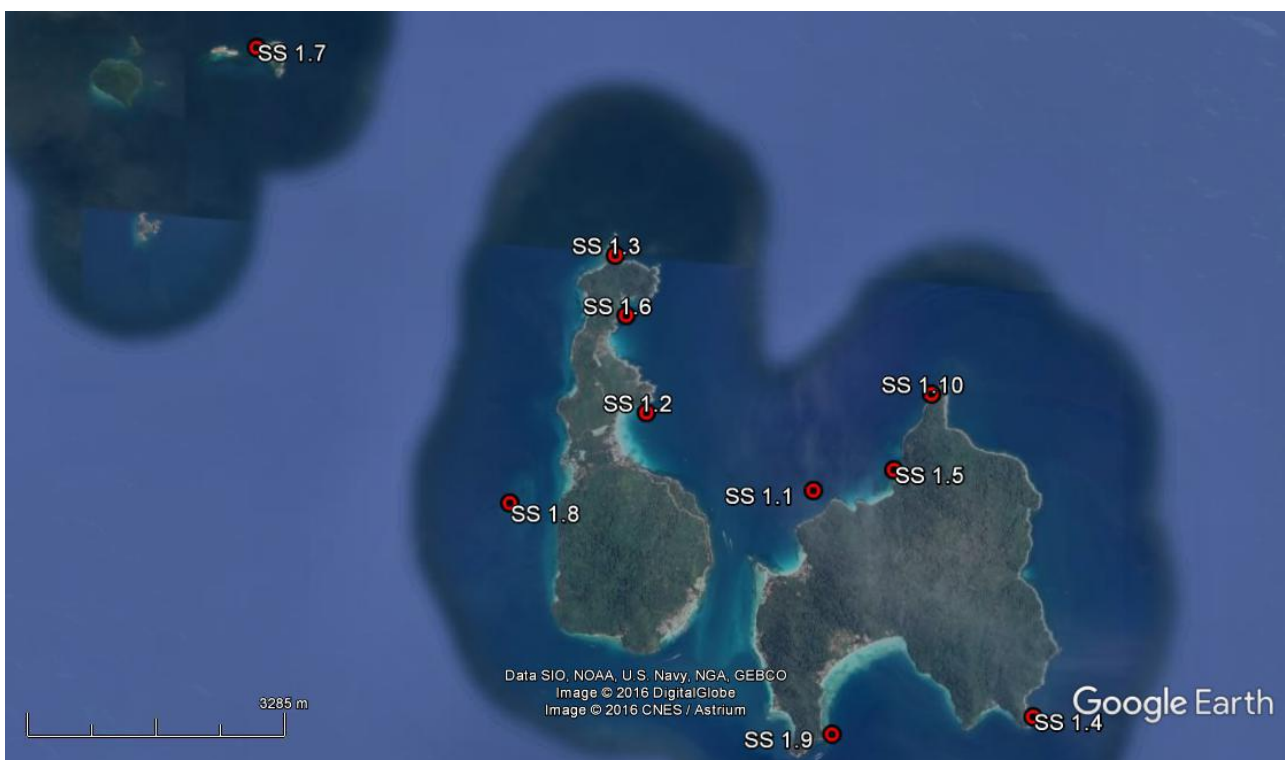 SS 1.7
SS 1.3
SS 1.6
SS 1.10
SS 1.2
SS 1.5
SS 1.1
SS 1.8
Data SIO, NOAA, U.S. Navy, NGA, GEBCO
Image © 2016 DigitalGlobe
Image © 2016 CNES / Astrium
3285 m
Google Earth
SS 1.4
SS 1.9